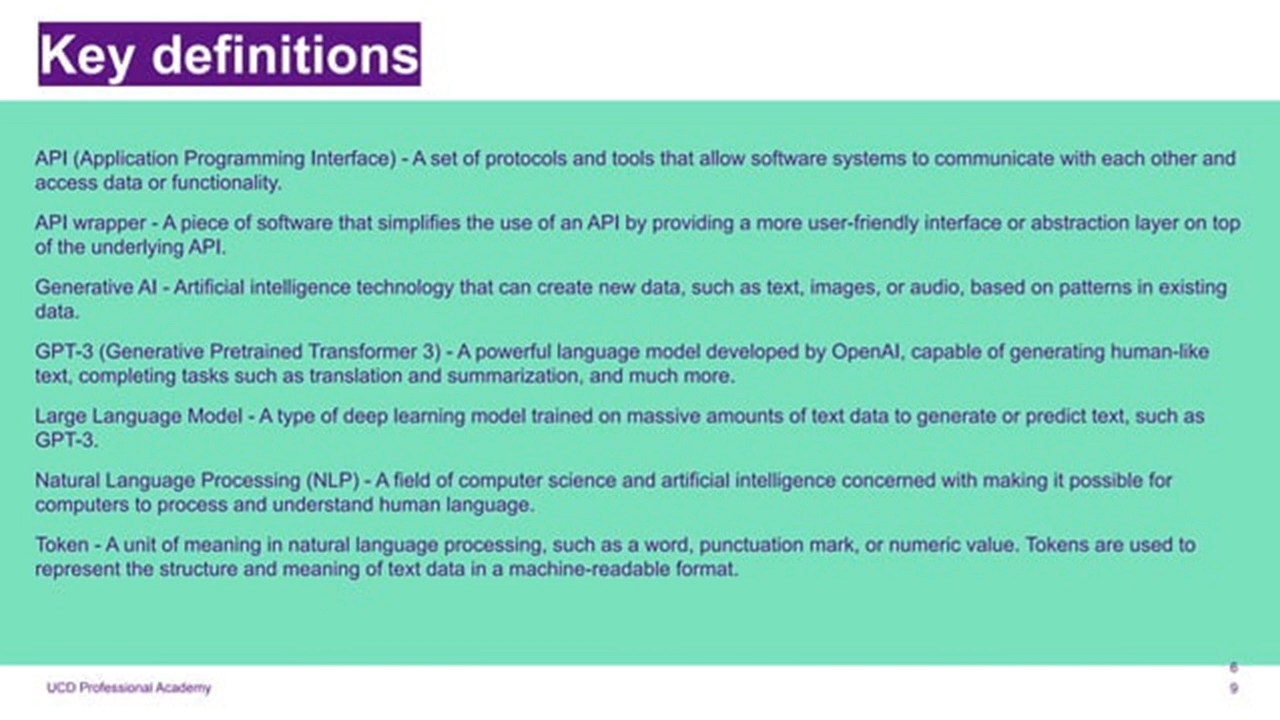 Key definitions
API (Application Programming Interface) - A set of protocols and tools that allow software systems to communicate with each other and
access data or functionality.
API wrapper - A piece of software that simplifies the use of an API by providing a more user-friendly interface or abstraction layer on top
of the underlying API.
Generative AI - Artificial intelligence technology that can create new data, such as text, images, or audio, based on patterns in existing
data.
GPT-3 (Generative Pretrained Transformer 3) - A powerful language model developed by OpenAI, capable of generating human-like
text, completing tasks such as translation and summarization, and much more.
Large Language Model - A type of deep learning model trained on massive amounts of text data to generate or predict text, such as
GPT-3.
Natural Language Processing (NLP) - A field of computer science and artificial intelligence concerned with making it possible for
computers to process and understand human language.
Token - A unit of meaning in natural language processing, such as a word, punctuation mark, or numeric value. Tokens are used to
represent the structure and meaning of text data in a machine-readable format.
UCD Professional Academy
6
9